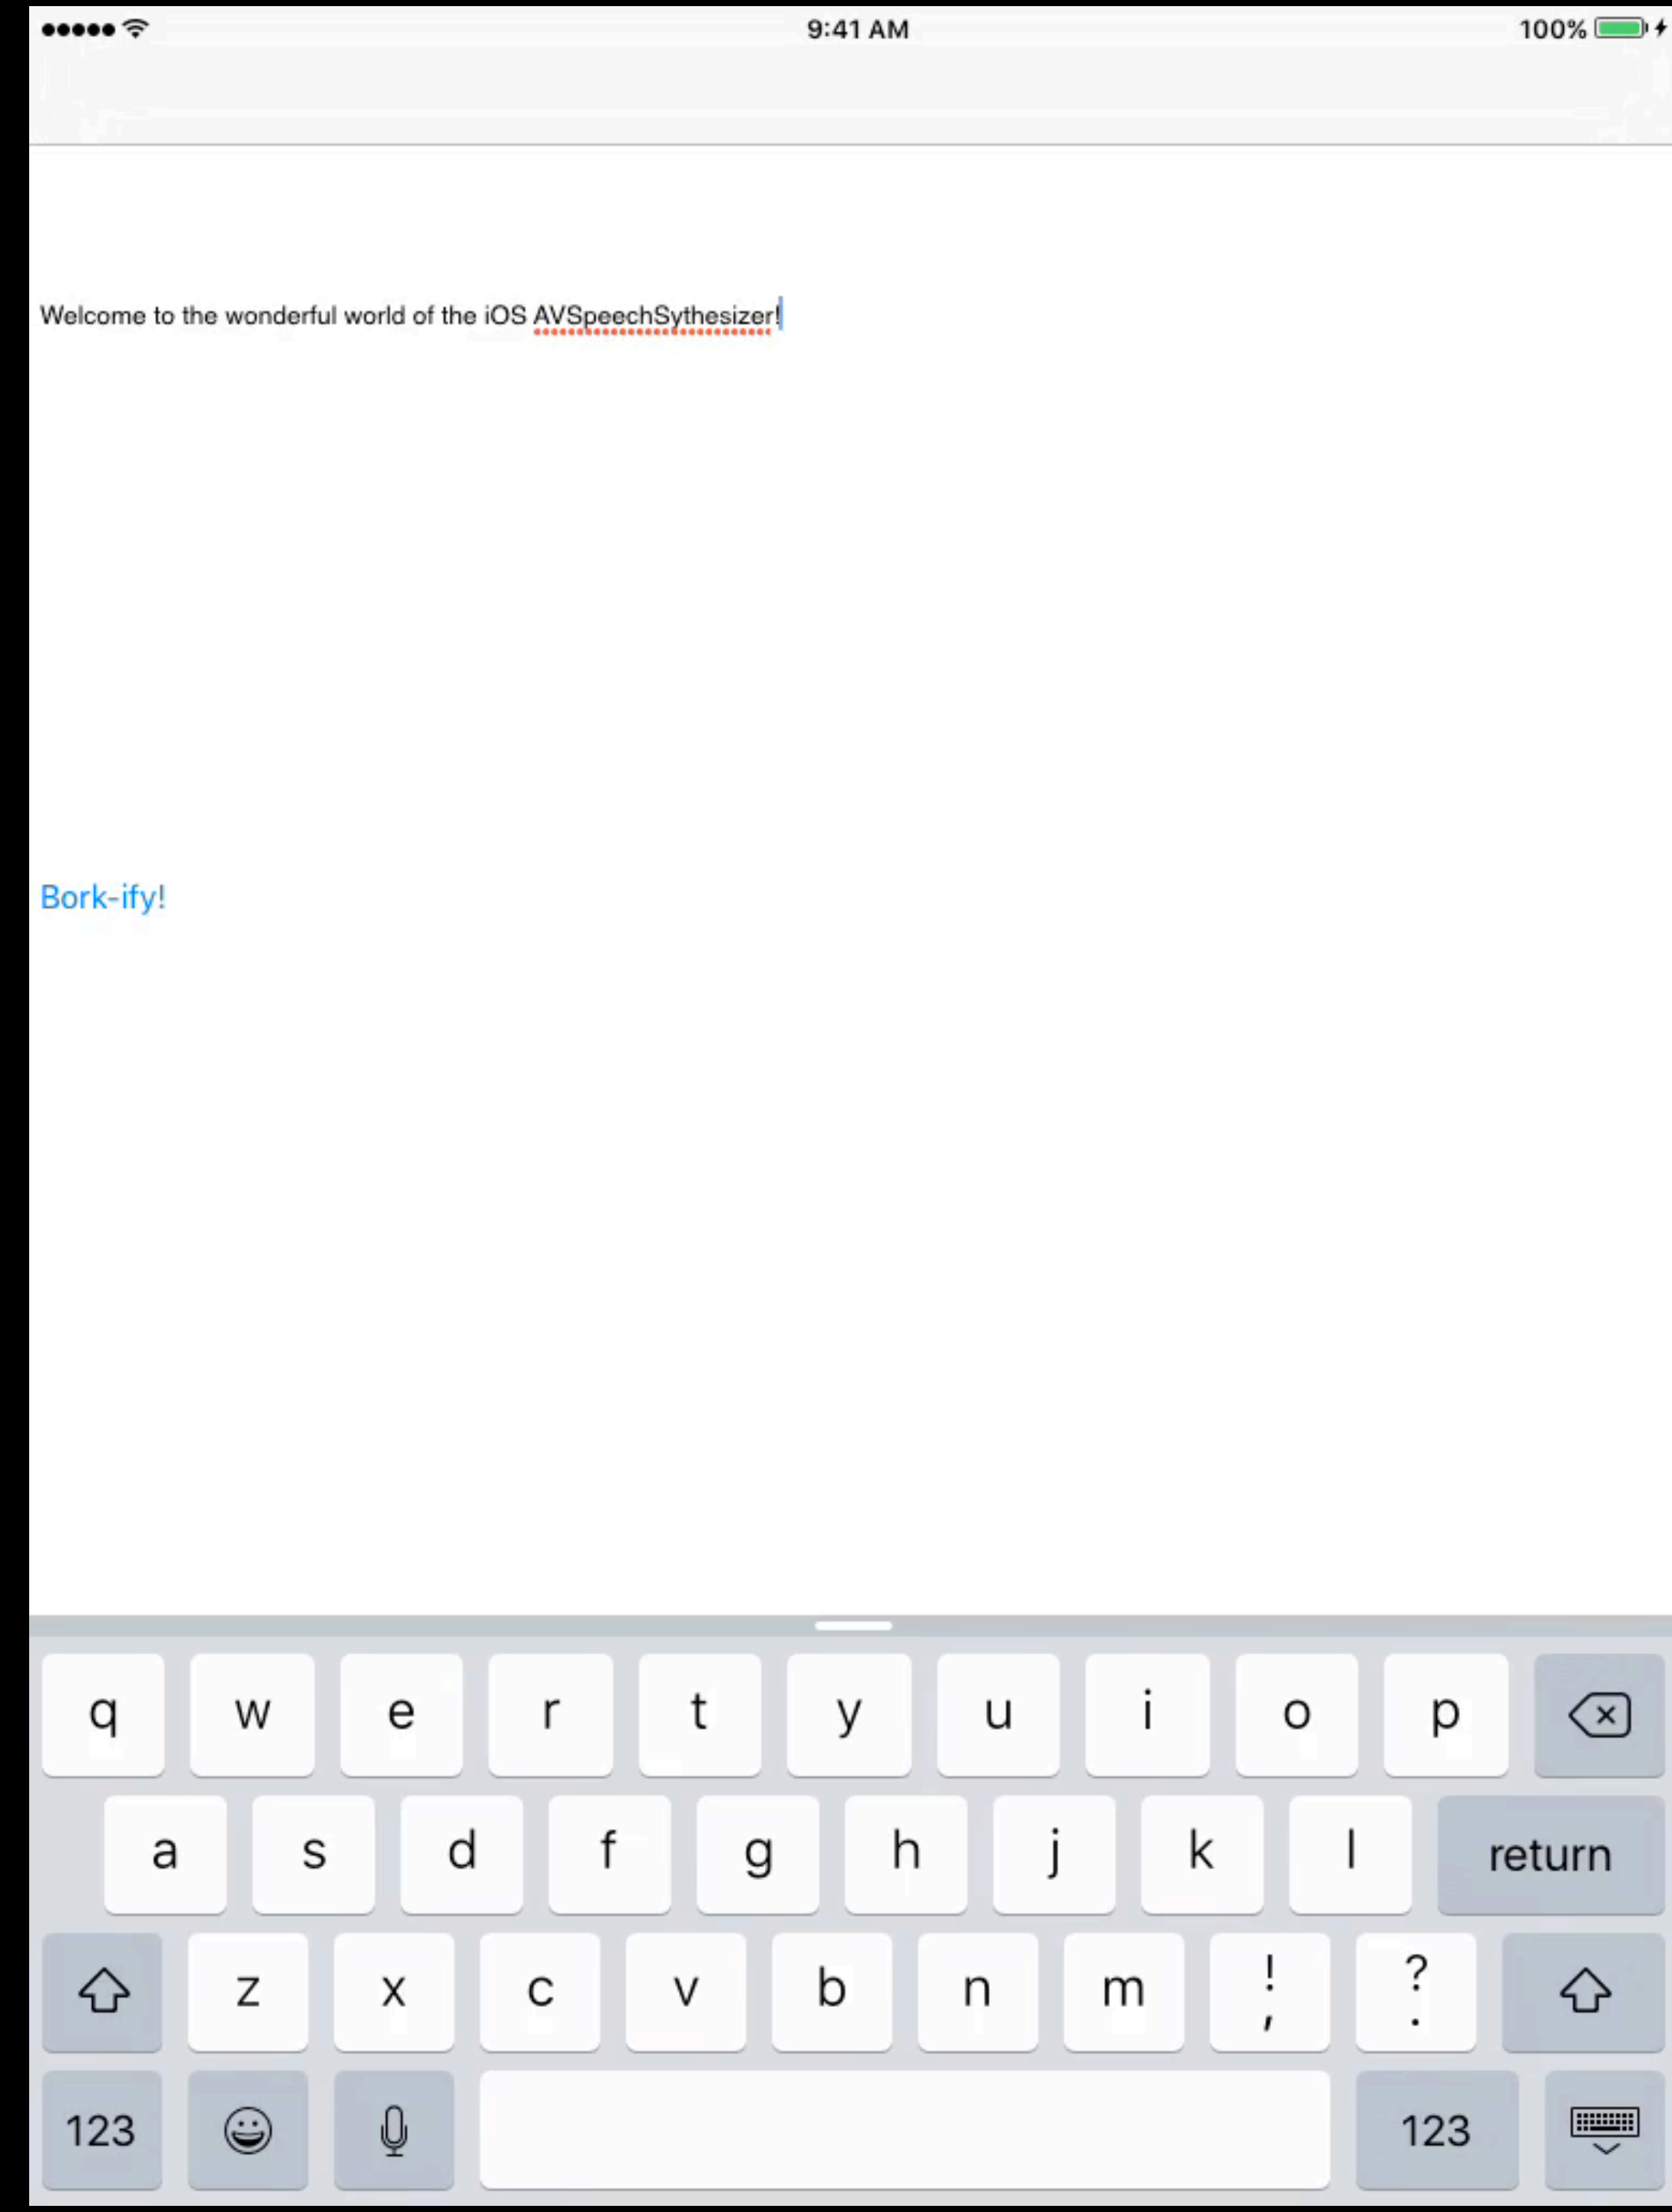 9:41 AM 100%
Welcome to the wonderful world of the iOS AVSpeechSythesizer!
Bork-ify!
q w e r t y u i o p
a s d f g h j k l return
z x c v b n m ! , ? .
123 123